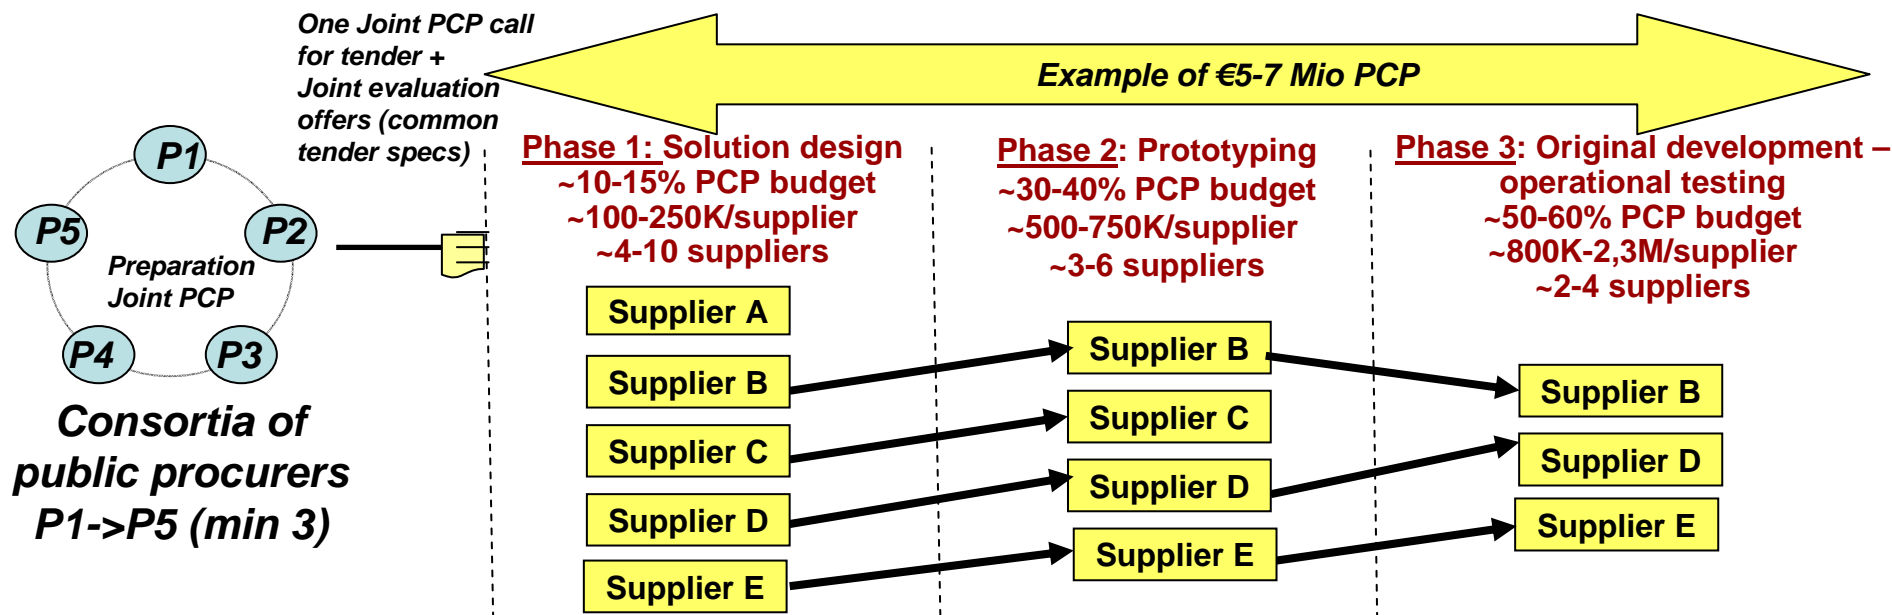 One Joint PCP call
for tender +
Joint evaluation
offers (common
tender specs)
Example of €5-7 Mio PCP
P1
P2
P3
P4
P5
Preparation
Joint PCP
Consortia of
public procurers
P1->P5 (min 3)
Phase 1: Solution design
~10-15% PCP budget
~100-250K/supplier
~4-10 suppliers
Supplier A
Supplier B
Supplier C
Supplier D
Supplier E
Phase 2: Prototyping
~30-40% PCP budget
~500-750K/supplier
~3-6 suppliers
Supplier B
Supplier C
Supplier D
Supplier E
Phase 3: Original development –
operational testing
~50-60% PCP budget
~800K-2,3M/supplier
~2-4 suppliers
Supplier B
Supplier D
Supplier E